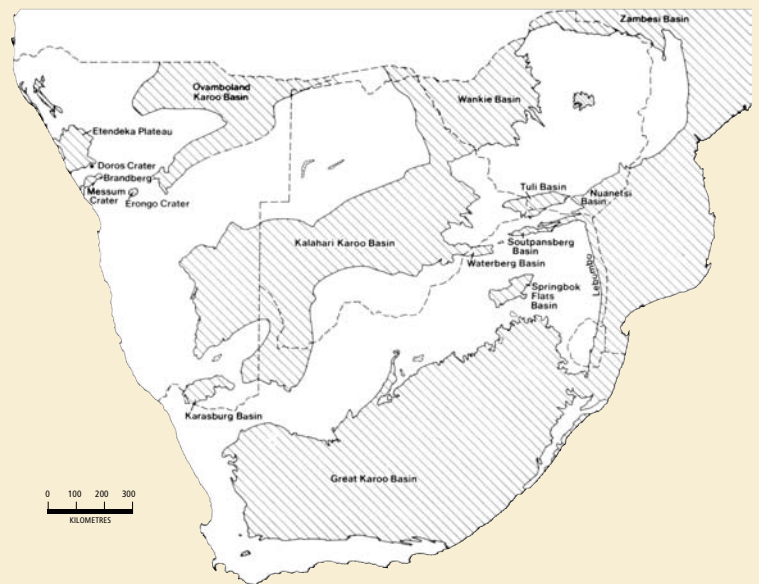 Zambesi Basin
Ovamboland
Karoo Basin
Wankie Basin
Etendeka Plateau
Doros Crater
Brandberg
Messum
Crater
Erongo Crater
Tuli Basin
Nuanetsi
Basin
Kalahari Karoo Basin
Soutpansberg
Basin
Waterberg Basin
Lebombo
Springbok
Flats
Basin
Karasburg Basin
Great Karoo Basin
0 100 200 300
KILOMETRES